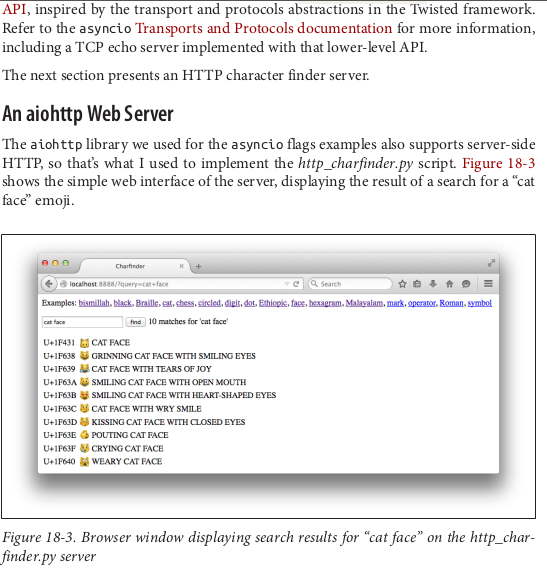 API, inspired by the transport and protocols abstractions in the Twisted framework.
Refer to the asyncio Transports and Protocols documentation for more information,
including a TCP echo server implemented with that lower-level API.
The next section presents an HTTP character finder server.
An aiohttp Web Server
The aiohttp library we used for the asyncio flags examples also supports server-side
HTTP, so that’s what I used to implement the http_charfinder.py script. Figure 18-3
shows the simple web interface of the server, displaying the result of a search for a “cat
face” emoji.
Charfinder
localhost:8888/?query=cat+face
Search
Examples: bismillah, black, Braille, cat, chess, circled, digit, dot, Ethiopic, face, hexagram, Malayalam, mark, operator, Roman, symbol
cat face find 10 matches for 'cat face'
U+1F431 🐱 CAT FACE
U+1F638 😸 GRINNING CAT FACE WITH SMILING EYES
U+1F639 😹 CAT FACE WITH TEARS OF JOY
U+1F63A 😺 SMILING CAT FACE WITH OPEN MOUTH
U+1F63B 😻 SMILING CAT FACE WITH HEART-SHAPED EYES
U+1F63C 😼 CAT FACE WITH WRY SMILE
U+1F63D 😽 KISSING CAT FACE WITH CLOSED EYES
U+1F63E 😾 POUTING CAT FACE
U+1F63F 😿 CRYING CAT FACE
U+1F640 🙀 WEARY CAT FACE
Figure 18-3. Browser window displaying search results for “cat face” on the http_char‐
finder.py server